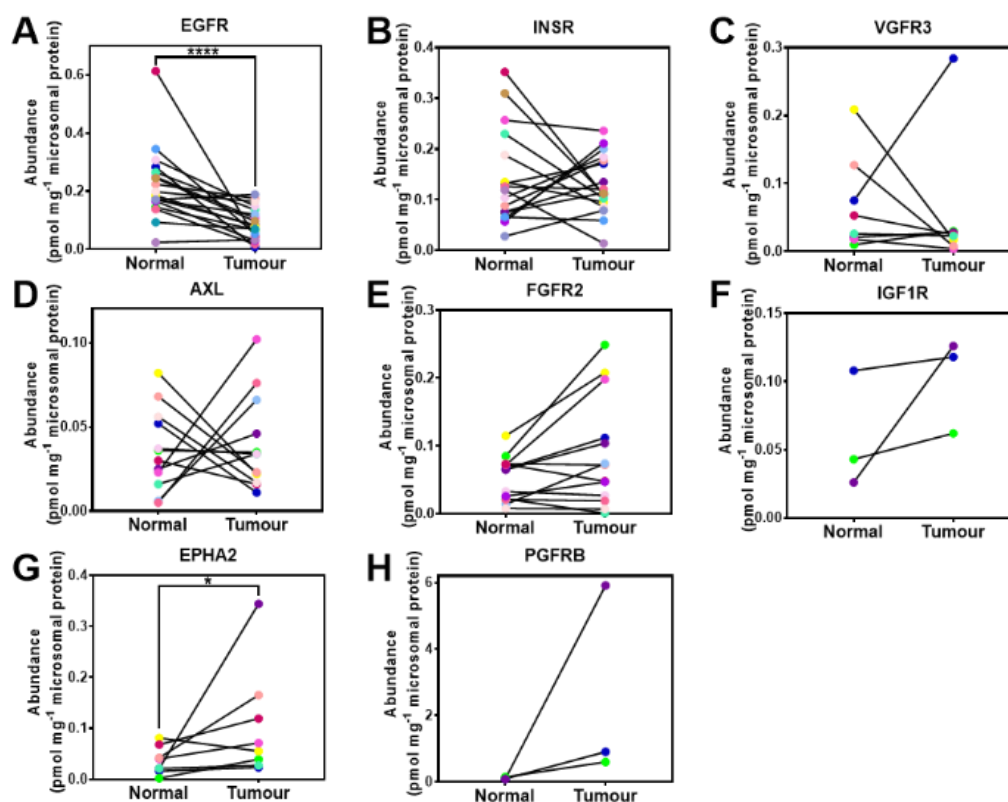 A
EGFR
****
Abundance
(pmol mg⁻¹ microsomal protein)
0.6
0.4
0.2
0.0
Normal Tumour
B
INSR
Abundance
(pmol mg⁻¹ microsomal protein)
0.4
0.3
0.2
0.1
0.0
Normal Tumour
C
VGFR3
Abundance
(pmol mg⁻¹ microsomal protein)
0.3
0.2
0.1
0.0
Normal Tumour
D
AXL
Abundance
(pmol mg⁻¹ microsomal protein)
0.10
0.05
0.00
Normal Tumour
E
FGFR2
Abundance
(pmol mg⁻¹ microsomal protein)
0.3
0.2
0.1
0.0
Normal Tumour
F
IGF1R
Abundance
(pmol mg⁻¹ microsomal protein)
0.15
0.10
0.05
0.00
Normal Tumour
G
EPHA2
*
Abundance
(pmol mg⁻¹ microsomal protein)
0.4
0.3
0.2
0.1
0.0
Normal Tumour
H
PGFRB
Abundance
(pmol mg⁻¹ microsomal protein)
6
4
2
0
Normal Tumour